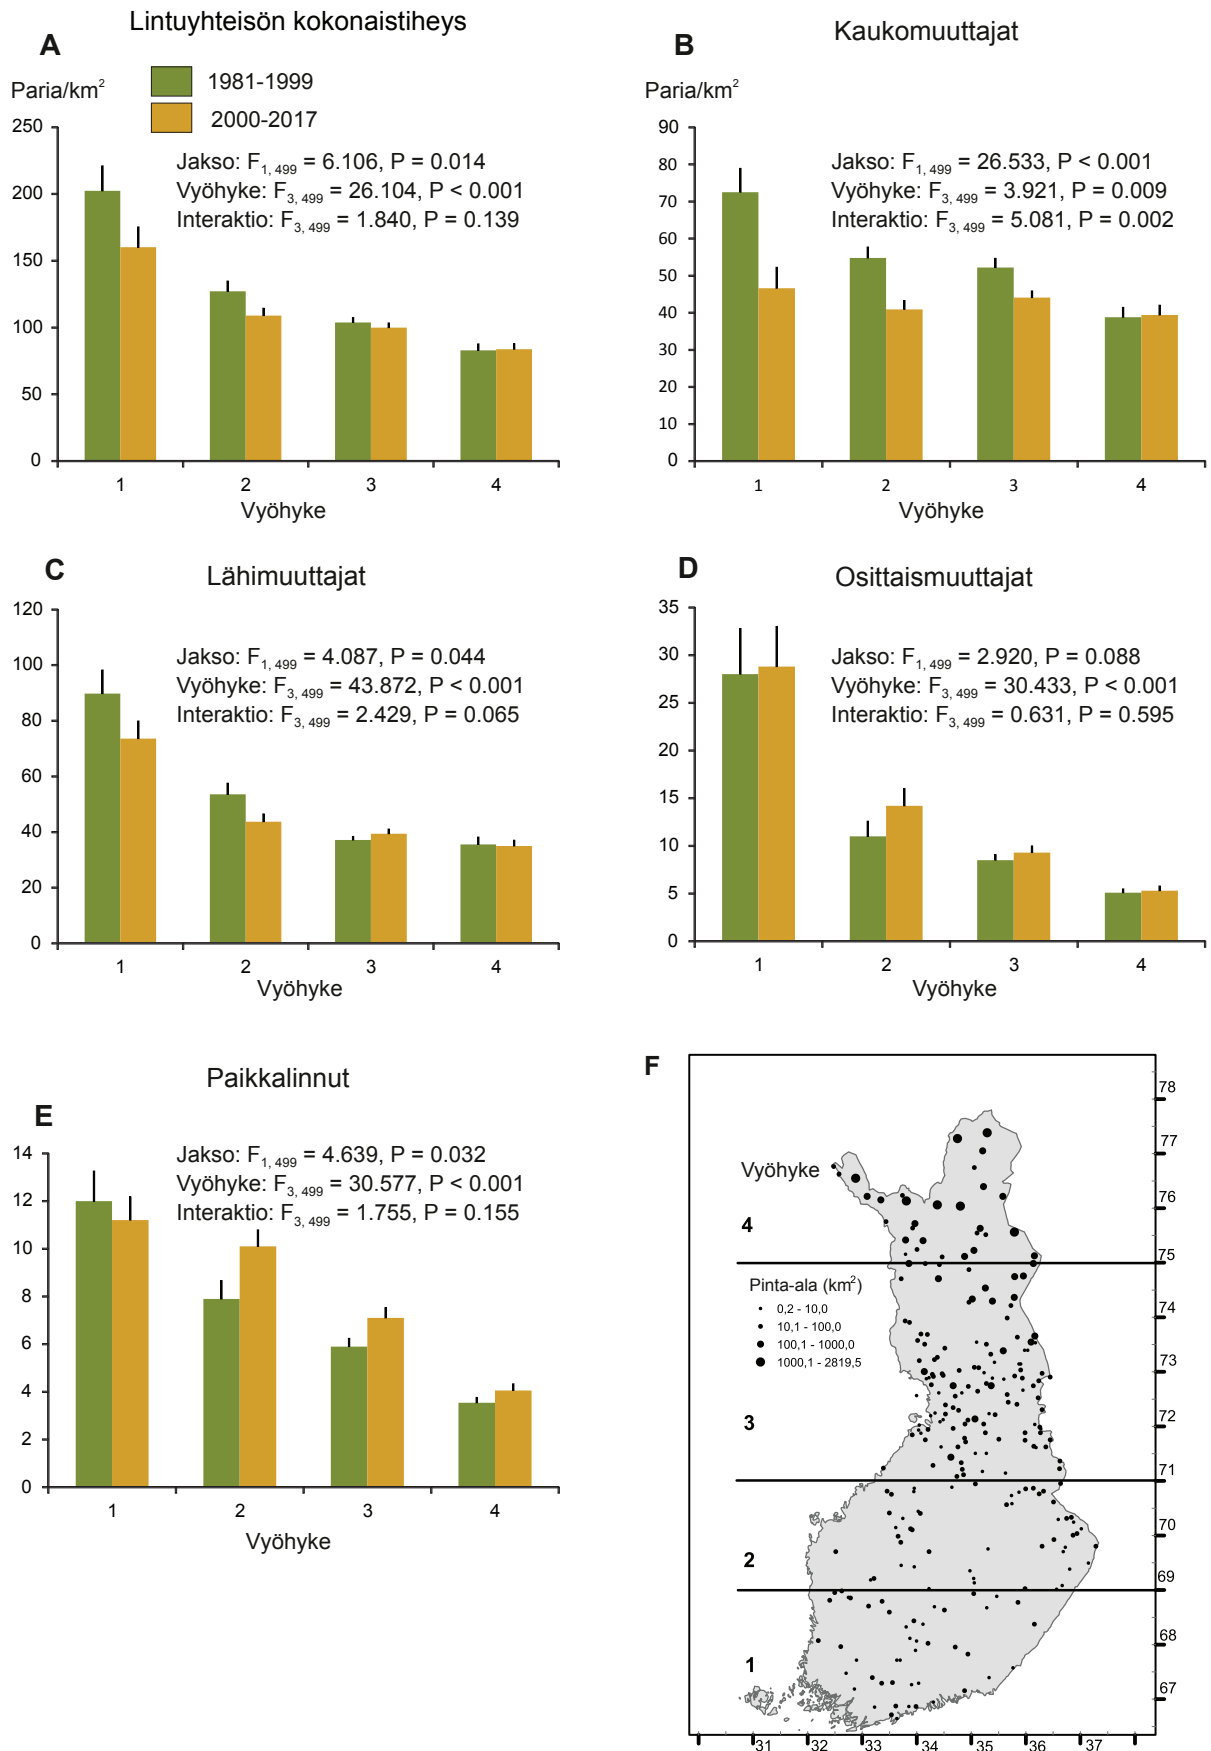 Lintuyhteisön kokonaistiheys
A
Paria/km²
1981-1999
2000-2017
Jakso: F1, 499 = 6.106, P = 0.014
Vyöhyke: F3, 499 = 26.104, P < 0.001
Interaktio: F3, 499 = 1.840, P = 0.139
250
200
150
100
50
0
1 2 3 4
Vyöhyke
B
Kaukomuuttajat
Paria/km²
Jakso: F1, 499 = 26.533, P < 0.001
Vyöhyke: F3, 499 = 3.921, P = 0.009
Interaktio: F3, 499 = 5.081, P = 0.002
90
80
70
60
50
40
30
20
10
0
1 2 3 4
Vyöhyke
C
Lähimuuttajat
Jakso: F1, 499 = 4.087, P = 0.044
Vyöhyke: F3, 499 = 43.872, P < 0.001
Interaktio: F3, 499 = 2.429, P = 0.065
120
100
80
60
40
20
0
1 2 3 4
Vyöhyke
D
Osittaismuuttajat
Jakso: F1, 499 = 2.920, P = 0.088
Vyöhyke: F3, 499 = 30.433, P < 0.001
Interaktio: F3, 499 = 0.631, P = 0.595
35
30
25
20
15
10
5
0
1 2 3 4
Vyöhyke
Paikkalinnut
E
Jakso: F1, 499 = 4.639, P = 0.032
Vyöhyke: F3, 499 = 30.577, P < 0.001
Interaktio: F3, 499 = 1.755, P = 0.155
14
12
10
8
6
4
2
0
1 2 3 4
Vyöhyke
F
Vyöhyke
4
Pinta-ala (km²)
0,2 - 10,0
10,1 - 100,0
100,1 - 1000,0
1000,1 - 2819,5
3
2
1
78
77
76
75
74
73
72
71
70
69
68
67
31 32 33 34 35 36 37